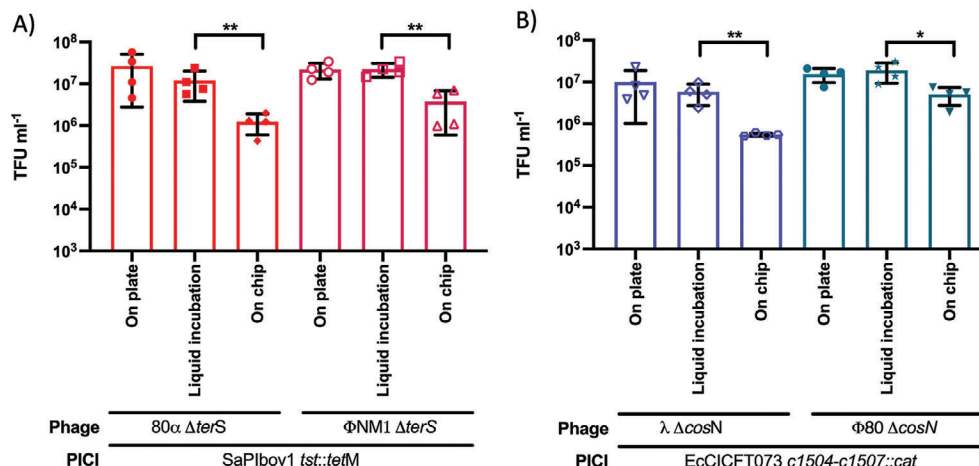 A)
**
**
10⁸
10⁷
10⁶
10⁵
10⁴
10³
TFU ml⁻¹
On plate
Liquid incubation
On chip
On plate
Liquid incubation
On chip
Phage
80α ΔterS
ΦNM1 ΔterS
PICI
SaPIbov1 tst::tetM
B)
**
*
10⁸
10⁷
10⁶
10⁵
10⁴
10³
TFU ml⁻¹
On plate
Liquid incubation
On chip
On plate
Liquid incubation
On chip
Phage
λ ΔcosN
Φ80 ΔcosN
PICI
EcCICFT073 c1504-c1507::cat